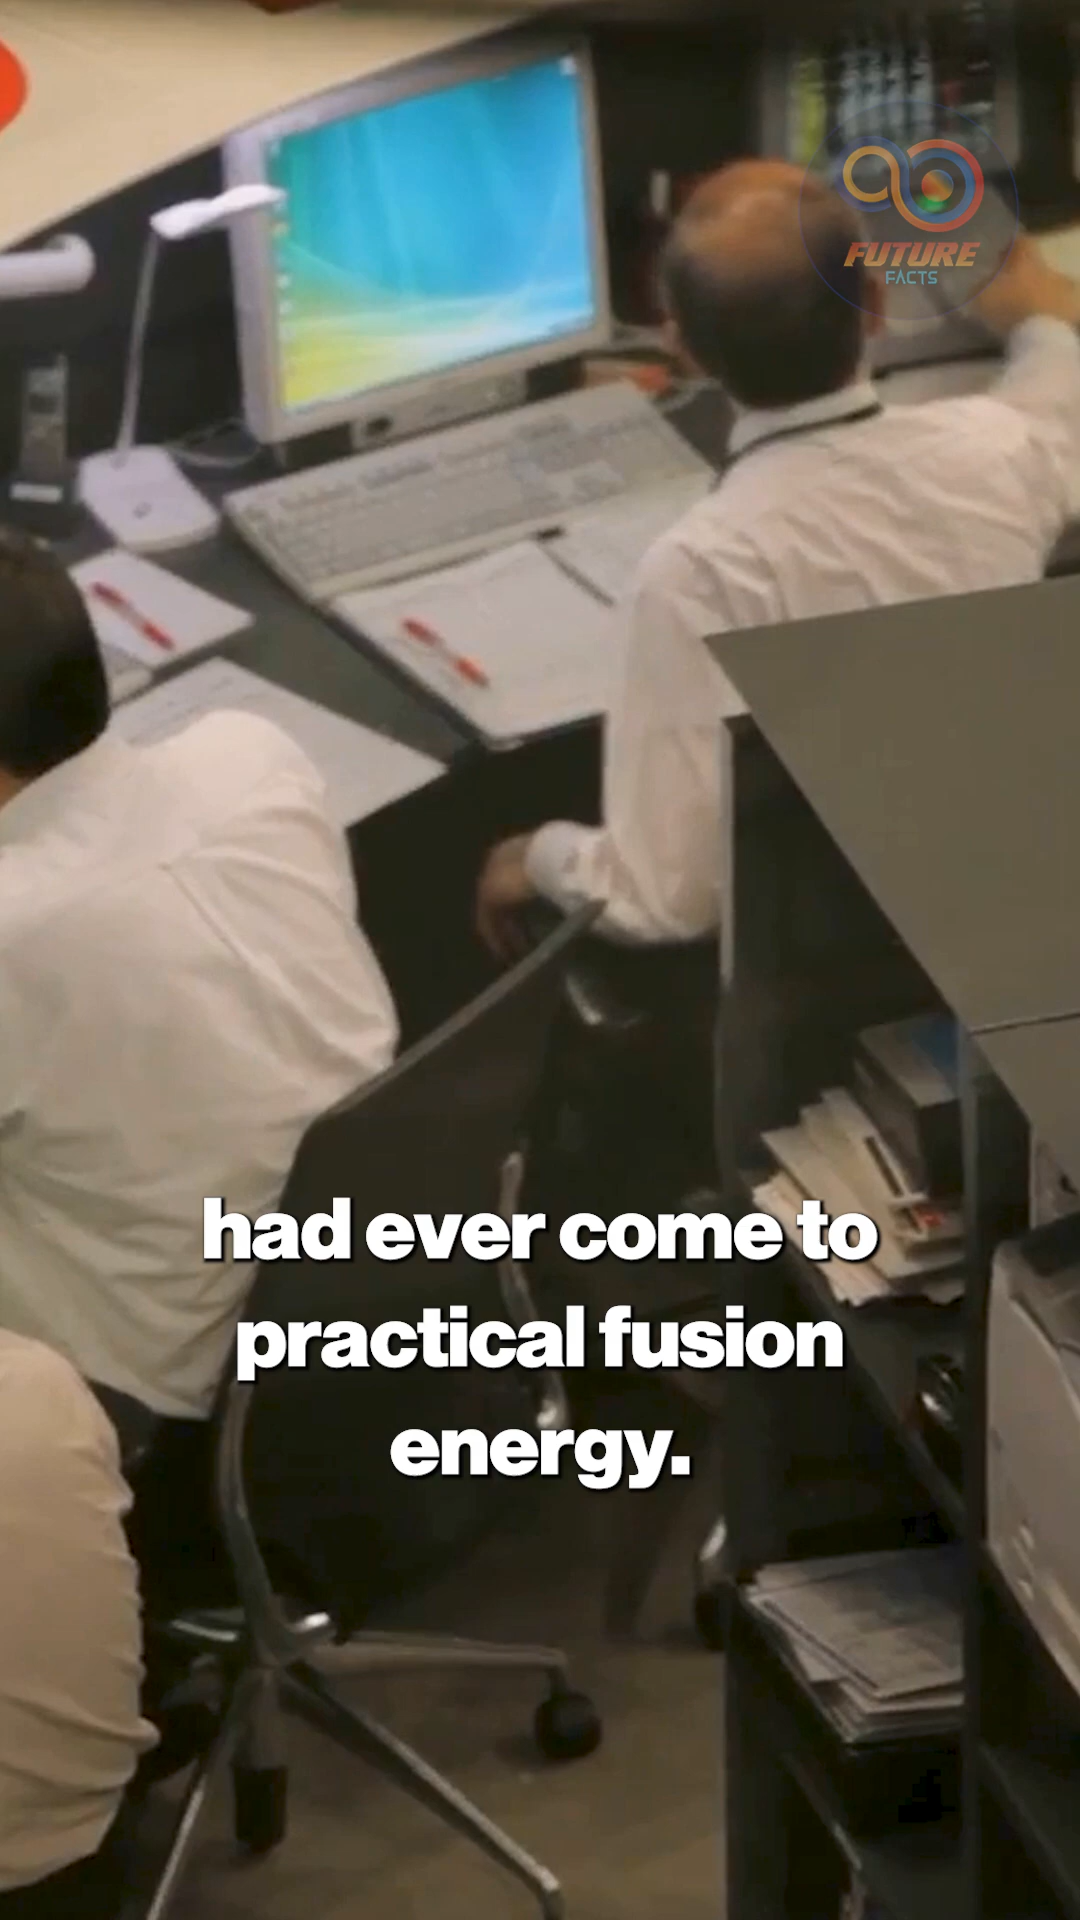 FUTURE
FACTS
had ever come to
practical fusion
energy.